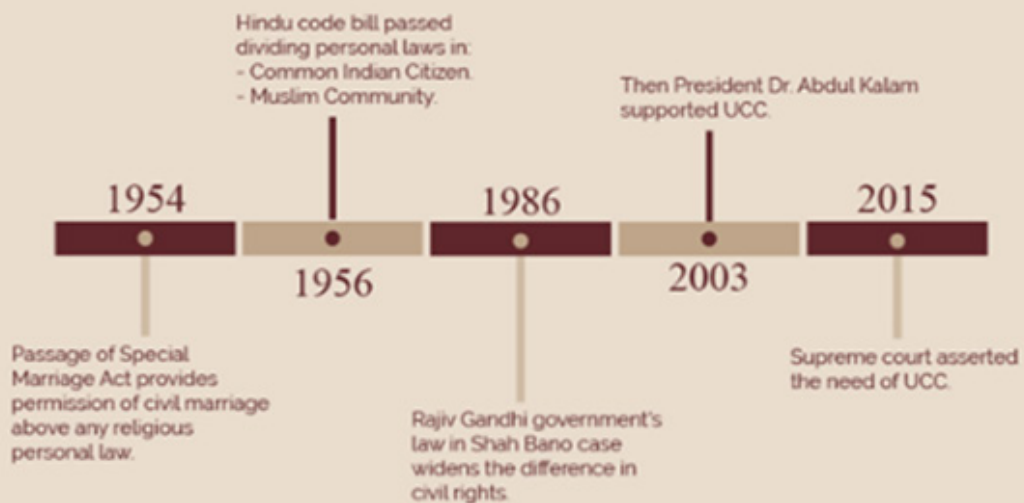 Hindu code bill passed
dividing personal laws in:
- Common Indian Citizen.
- Muslim Community.
Then President Dr. Abdul Kalam
supported UCC.
1954
1956
1986
2003
2015
Passage of Special
Marriage Act provides
permission of civil marriage
above any religious
personal law.
Rajiv Gandhi government's
law in Shah Bano case
widens the difference in
civil rights.
Supreme court asserted
the need of UCC.